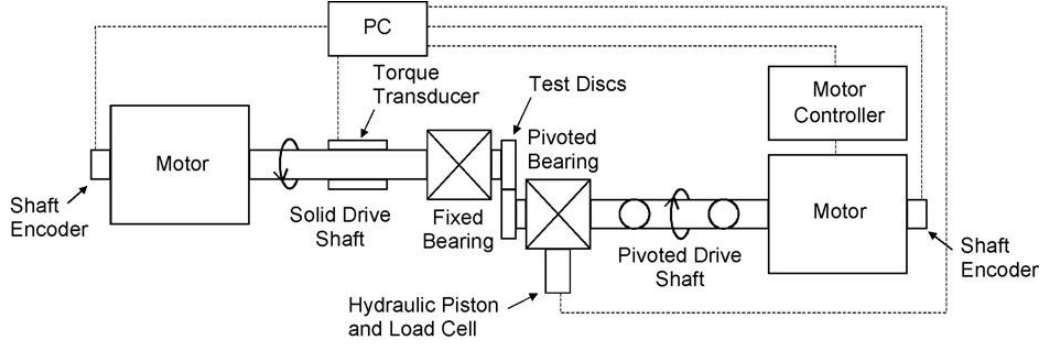 PC
Torque
Transducer
Test Discs
Motor
Controller
Pivoted
Bearing
Motor
Motor
Shaft
Encoder
Solid Drive
Shaft
Fixed
Bearing
Pivoted Drive
Shaft
Shaft
Encoder
Hydraulic Piston
and Load Cell